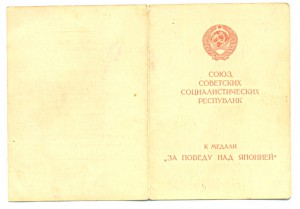 СОЮЗ
СОВЕТСКИХ
СОЦИАЛИСТИЧЕСКИХ
РЕСПУБЛИК
К МЕДАЛИ
„ЗА ПОБЕДУ НАД ЯПОНИЕЙ“